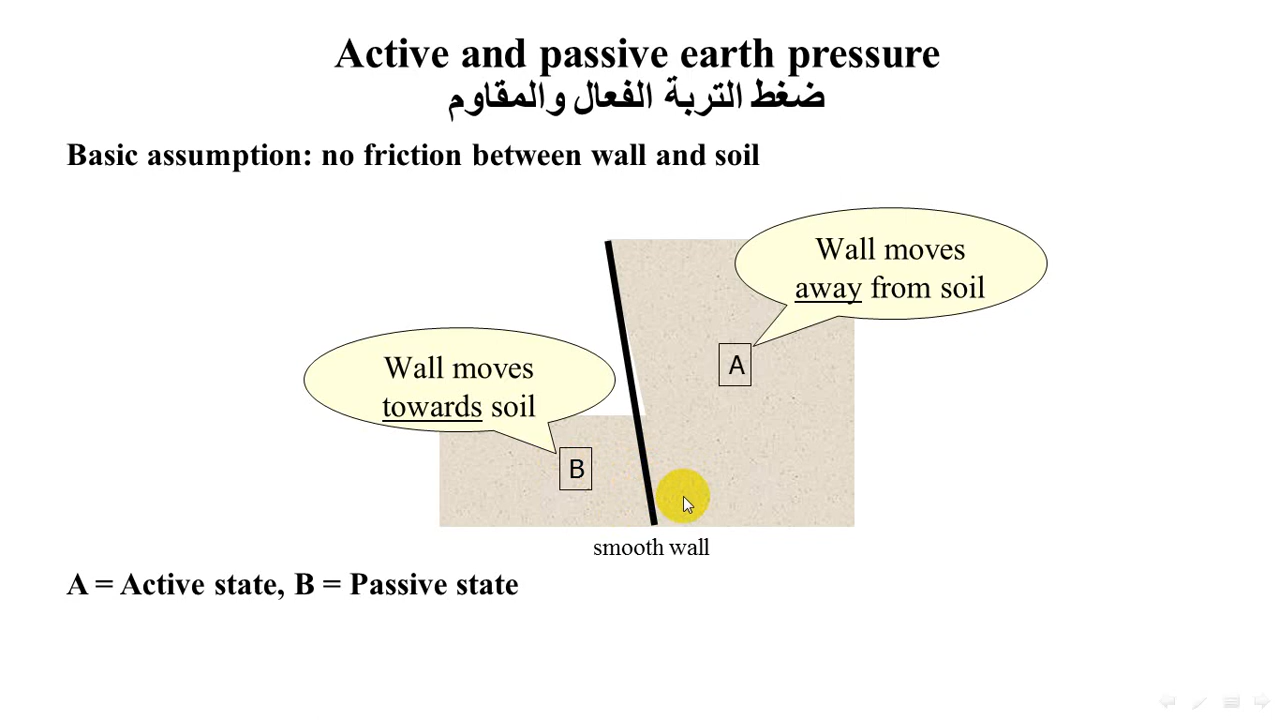 Active and passive earth pressure
ضغط التربة الفعال والمقاوم
Basic assumption: no friction between wall and soil
Wall moves
away from soil
A
Wall moves
towards soil
B
smooth wall
A = Active state, B = Passive state